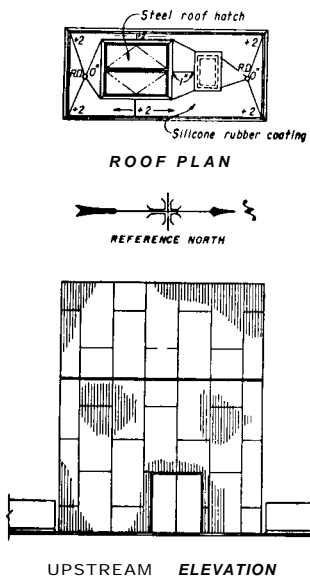 Steel roof hatch
+2 +2 +2
RD 0" 1" RD 0"
+2 +2 +2
Silicone rubber coating
ROOF PLAN
REFERENCE NORTH
UPSTREAM ELEVATION